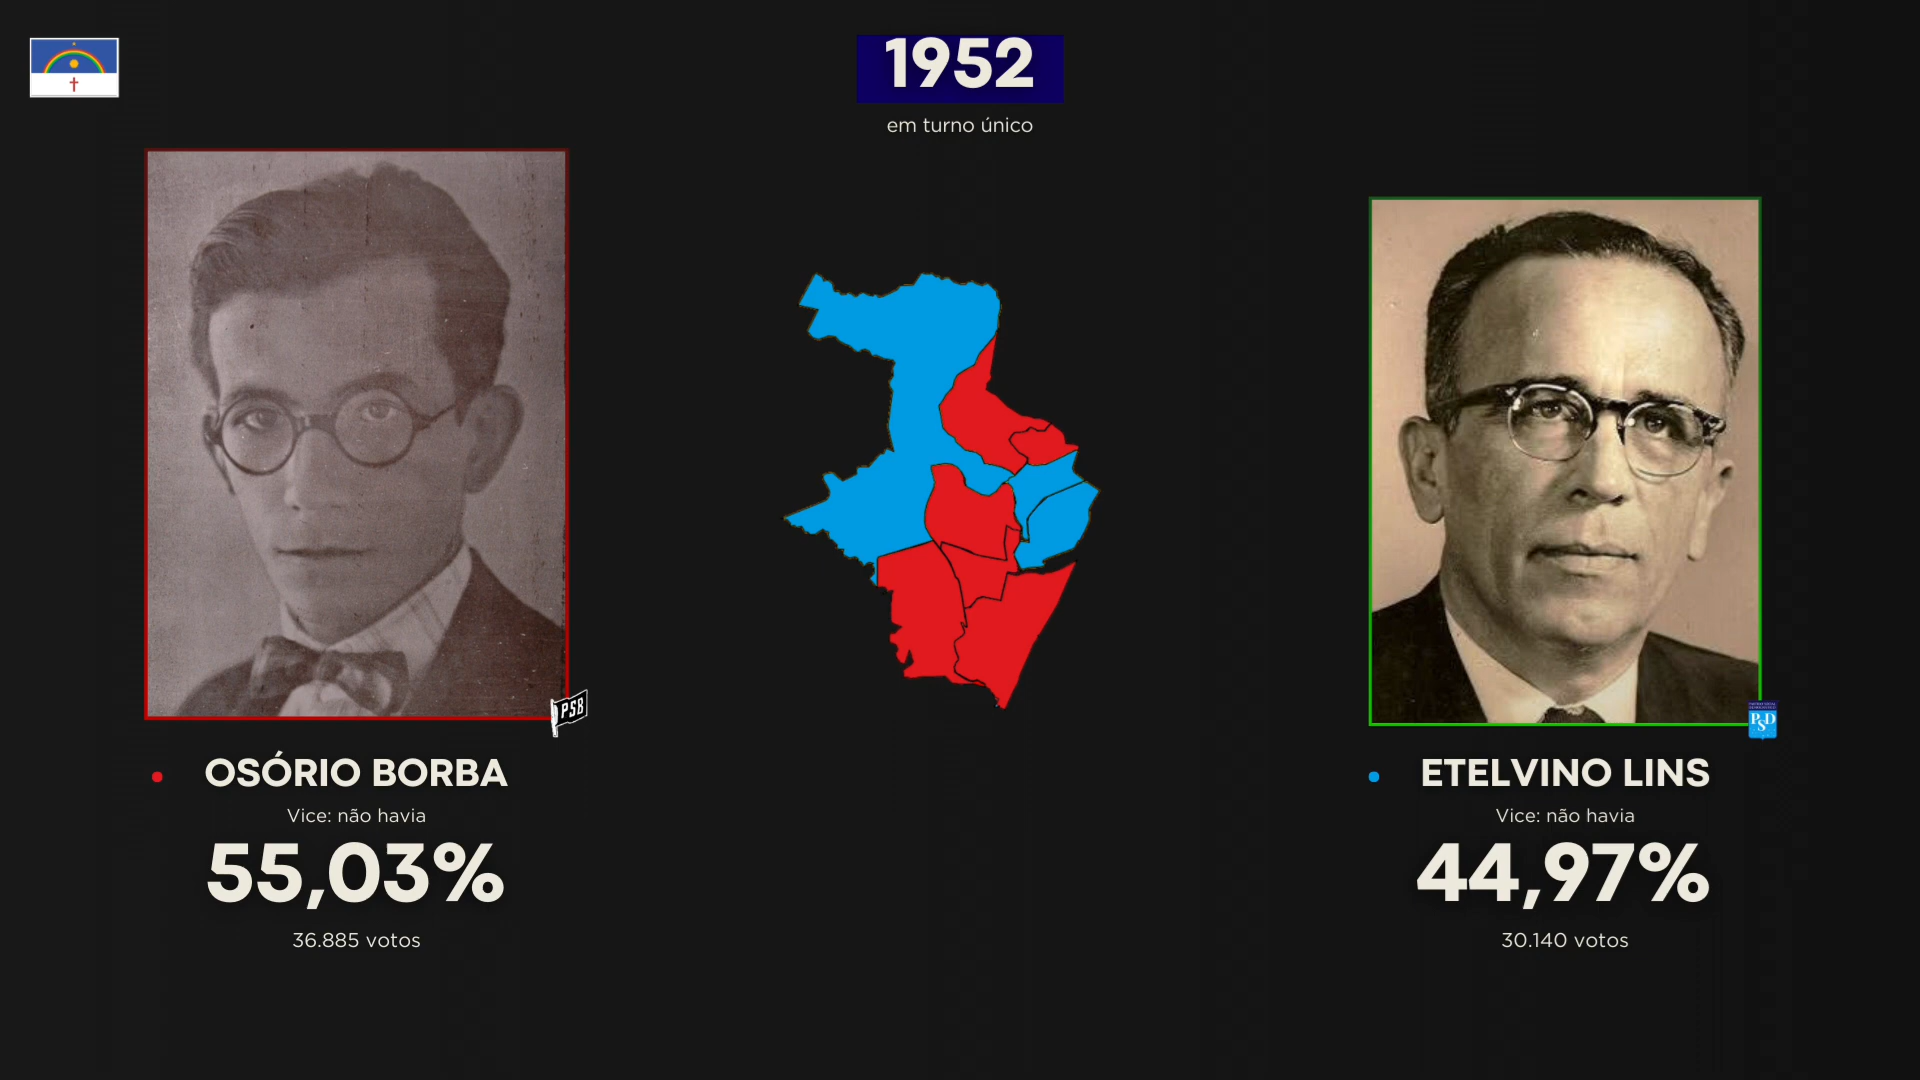 1952
em turno único
PSB
PSD
OSÓRIO BORBA
Vice: não havia
55,03%
36.885 votos
ETELVINO LINS
Vice: não havia
44,97%
30.140 votos